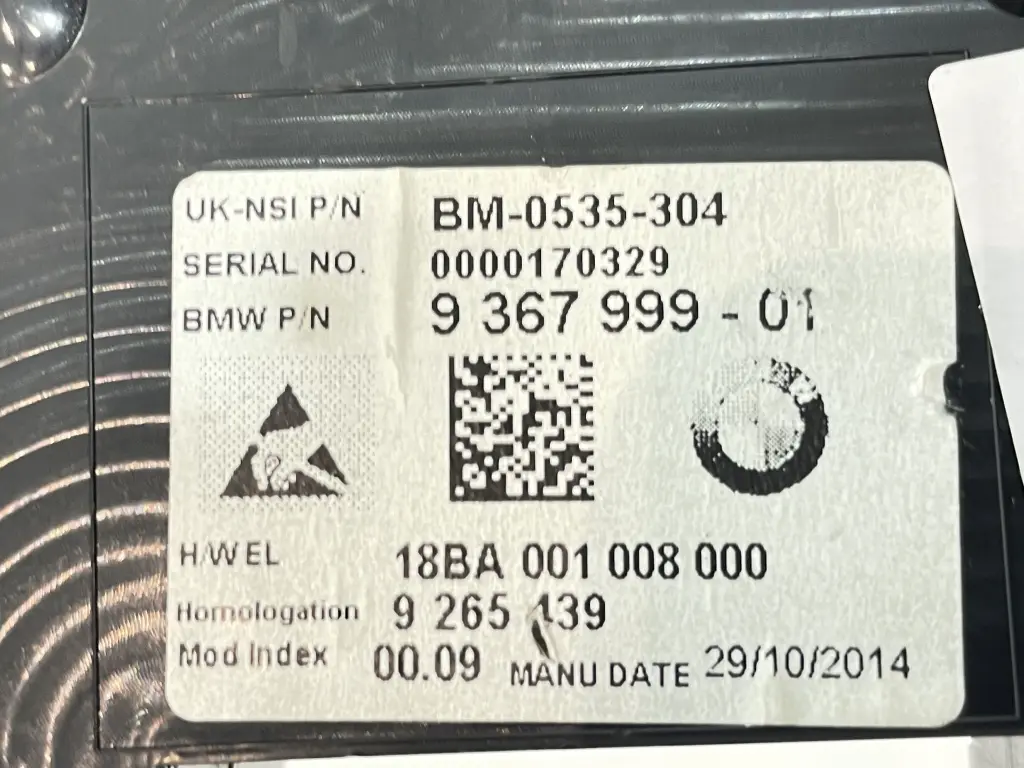 UK-NSI P/N BM-0535-304
SERIAL NO. 0000170329
BMW P/N 9 367 999 - 01
H/W EL 18BA 001 008 000
Homologation 9 265 139
Mod Index 00.09 MANU DATE 29/10/2014